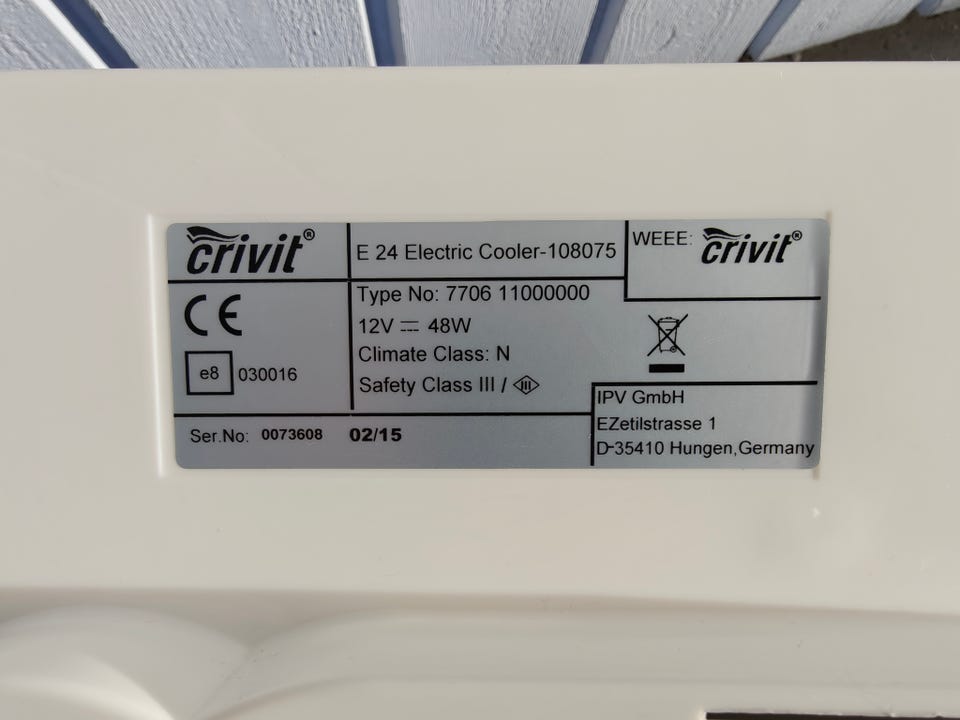 crivit®
E 24 Electric Cooler-108075
WEEE: crivit®
CE
e8 030016
Type No: 7706 11000000
12V ⎓ 48W
Climate Class: N
Safety Class III / III
IPV GmbH
EZetilstrasse 1
D-35410 Hungen,Germany
Ser.No: 0073608 02/15